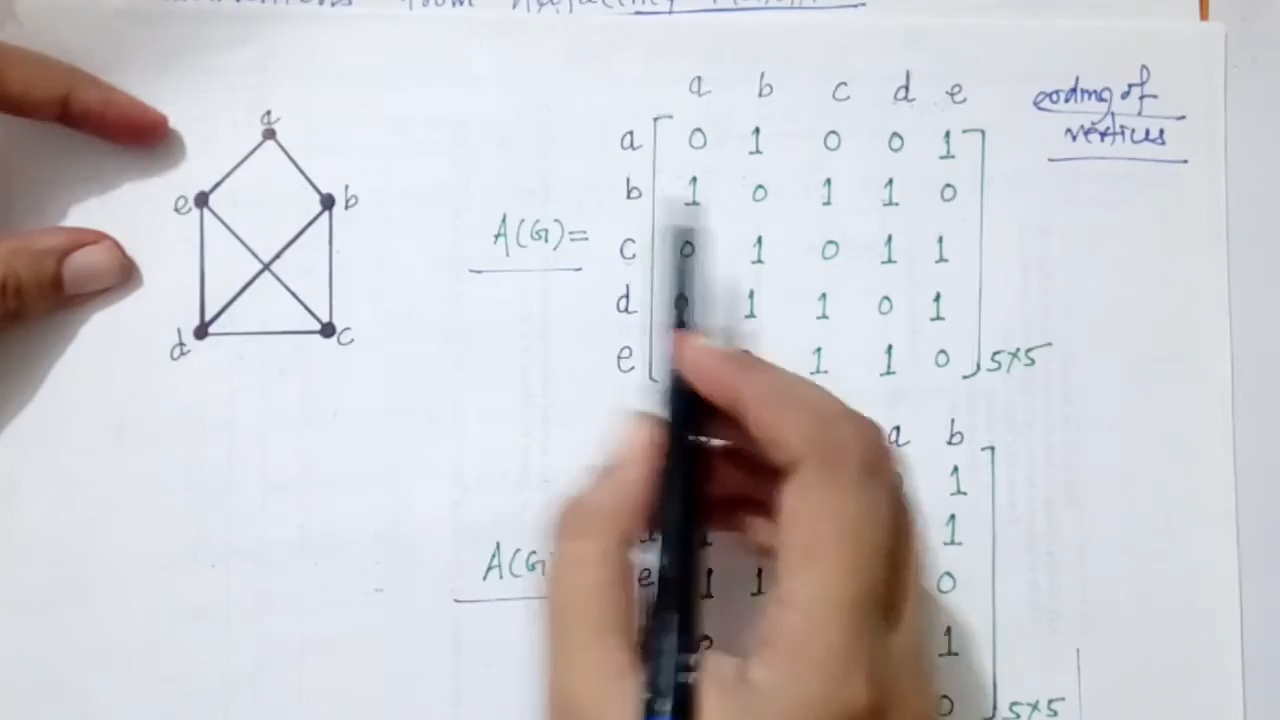 a
e b
d c
a b c d e
a 0 1 0 0 1
b 1 0 1 1 0
c 0 1 0 1 1
d 1 1 0 1
e 1 1 0
5×5
A(G)=
coding of
vertices
a b
1
1 1
e 1 1 0
1
0
5×5
A(G